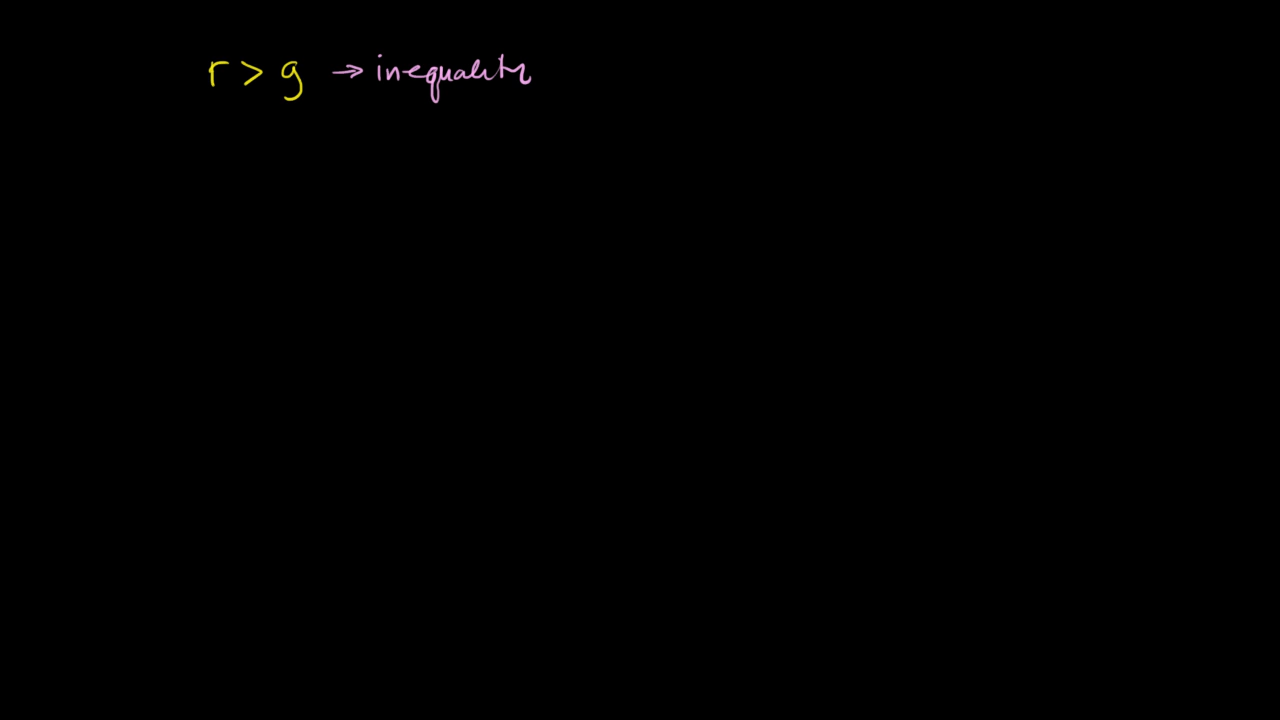 r > g → inequality